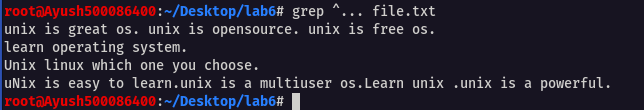 root@Ayush500086400:~/Desktop/lab6# grep ^... file.txt
unix is great os. unix is opensource. unix is free os.
learn operating system.
Unix linux which one you choose.
uNix is easy to learn.unix is a multiuser os.Learn unix .unix is a powerful.
root@Ayush500086400:~/Desktop/lab6#